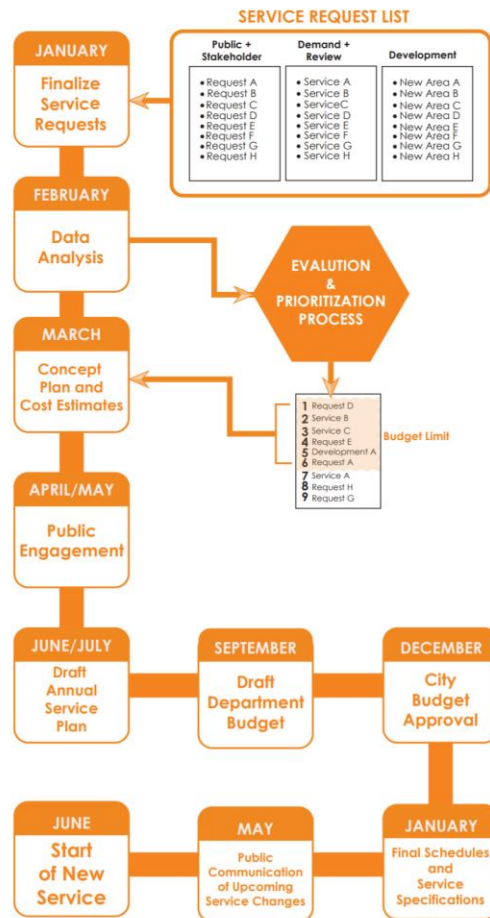 SERVICE REQUEST LIST
Public +
Stakeholder
• Request A
• Request B
• Request C
• Request D
• Request E
• Request F
• Request G
• Request H
Demand +
Review
• Service A
• Service B
• ServiceC
• Service D
• Service E
• Service F
• Service G
• Service H
Development
• New Area A
• New Area B
• New Area C
• New Area D
• New Area E
• New Area F
• New Area G
• New Area H
JANUARY
Finalize
Service
Requests
FEBRUARY
Data
Analysis
EVALUTION
&
PRIORITIZATION
PROCESS
MARCH
Concept
Plan and
Cost Estimates
1 Request D
2 Service B
3 Service C
4 Request E
5 Development A
6 Request A
7 Service A
8 Request H
9 Request G
Budget Limit
APRIL/MAY
Public
Engagement
JUNE/JULY
Draft
Annual
Service
Plan
SEPTEMBER
Draft
Department
Budget
DECEMBER
City
Budget
Approval
JANUARY
Final Schedules
and
Service
Specifications
MAY
Public
Communication
of Upcoming
Service Changes
JUNE
Start
of New
Service